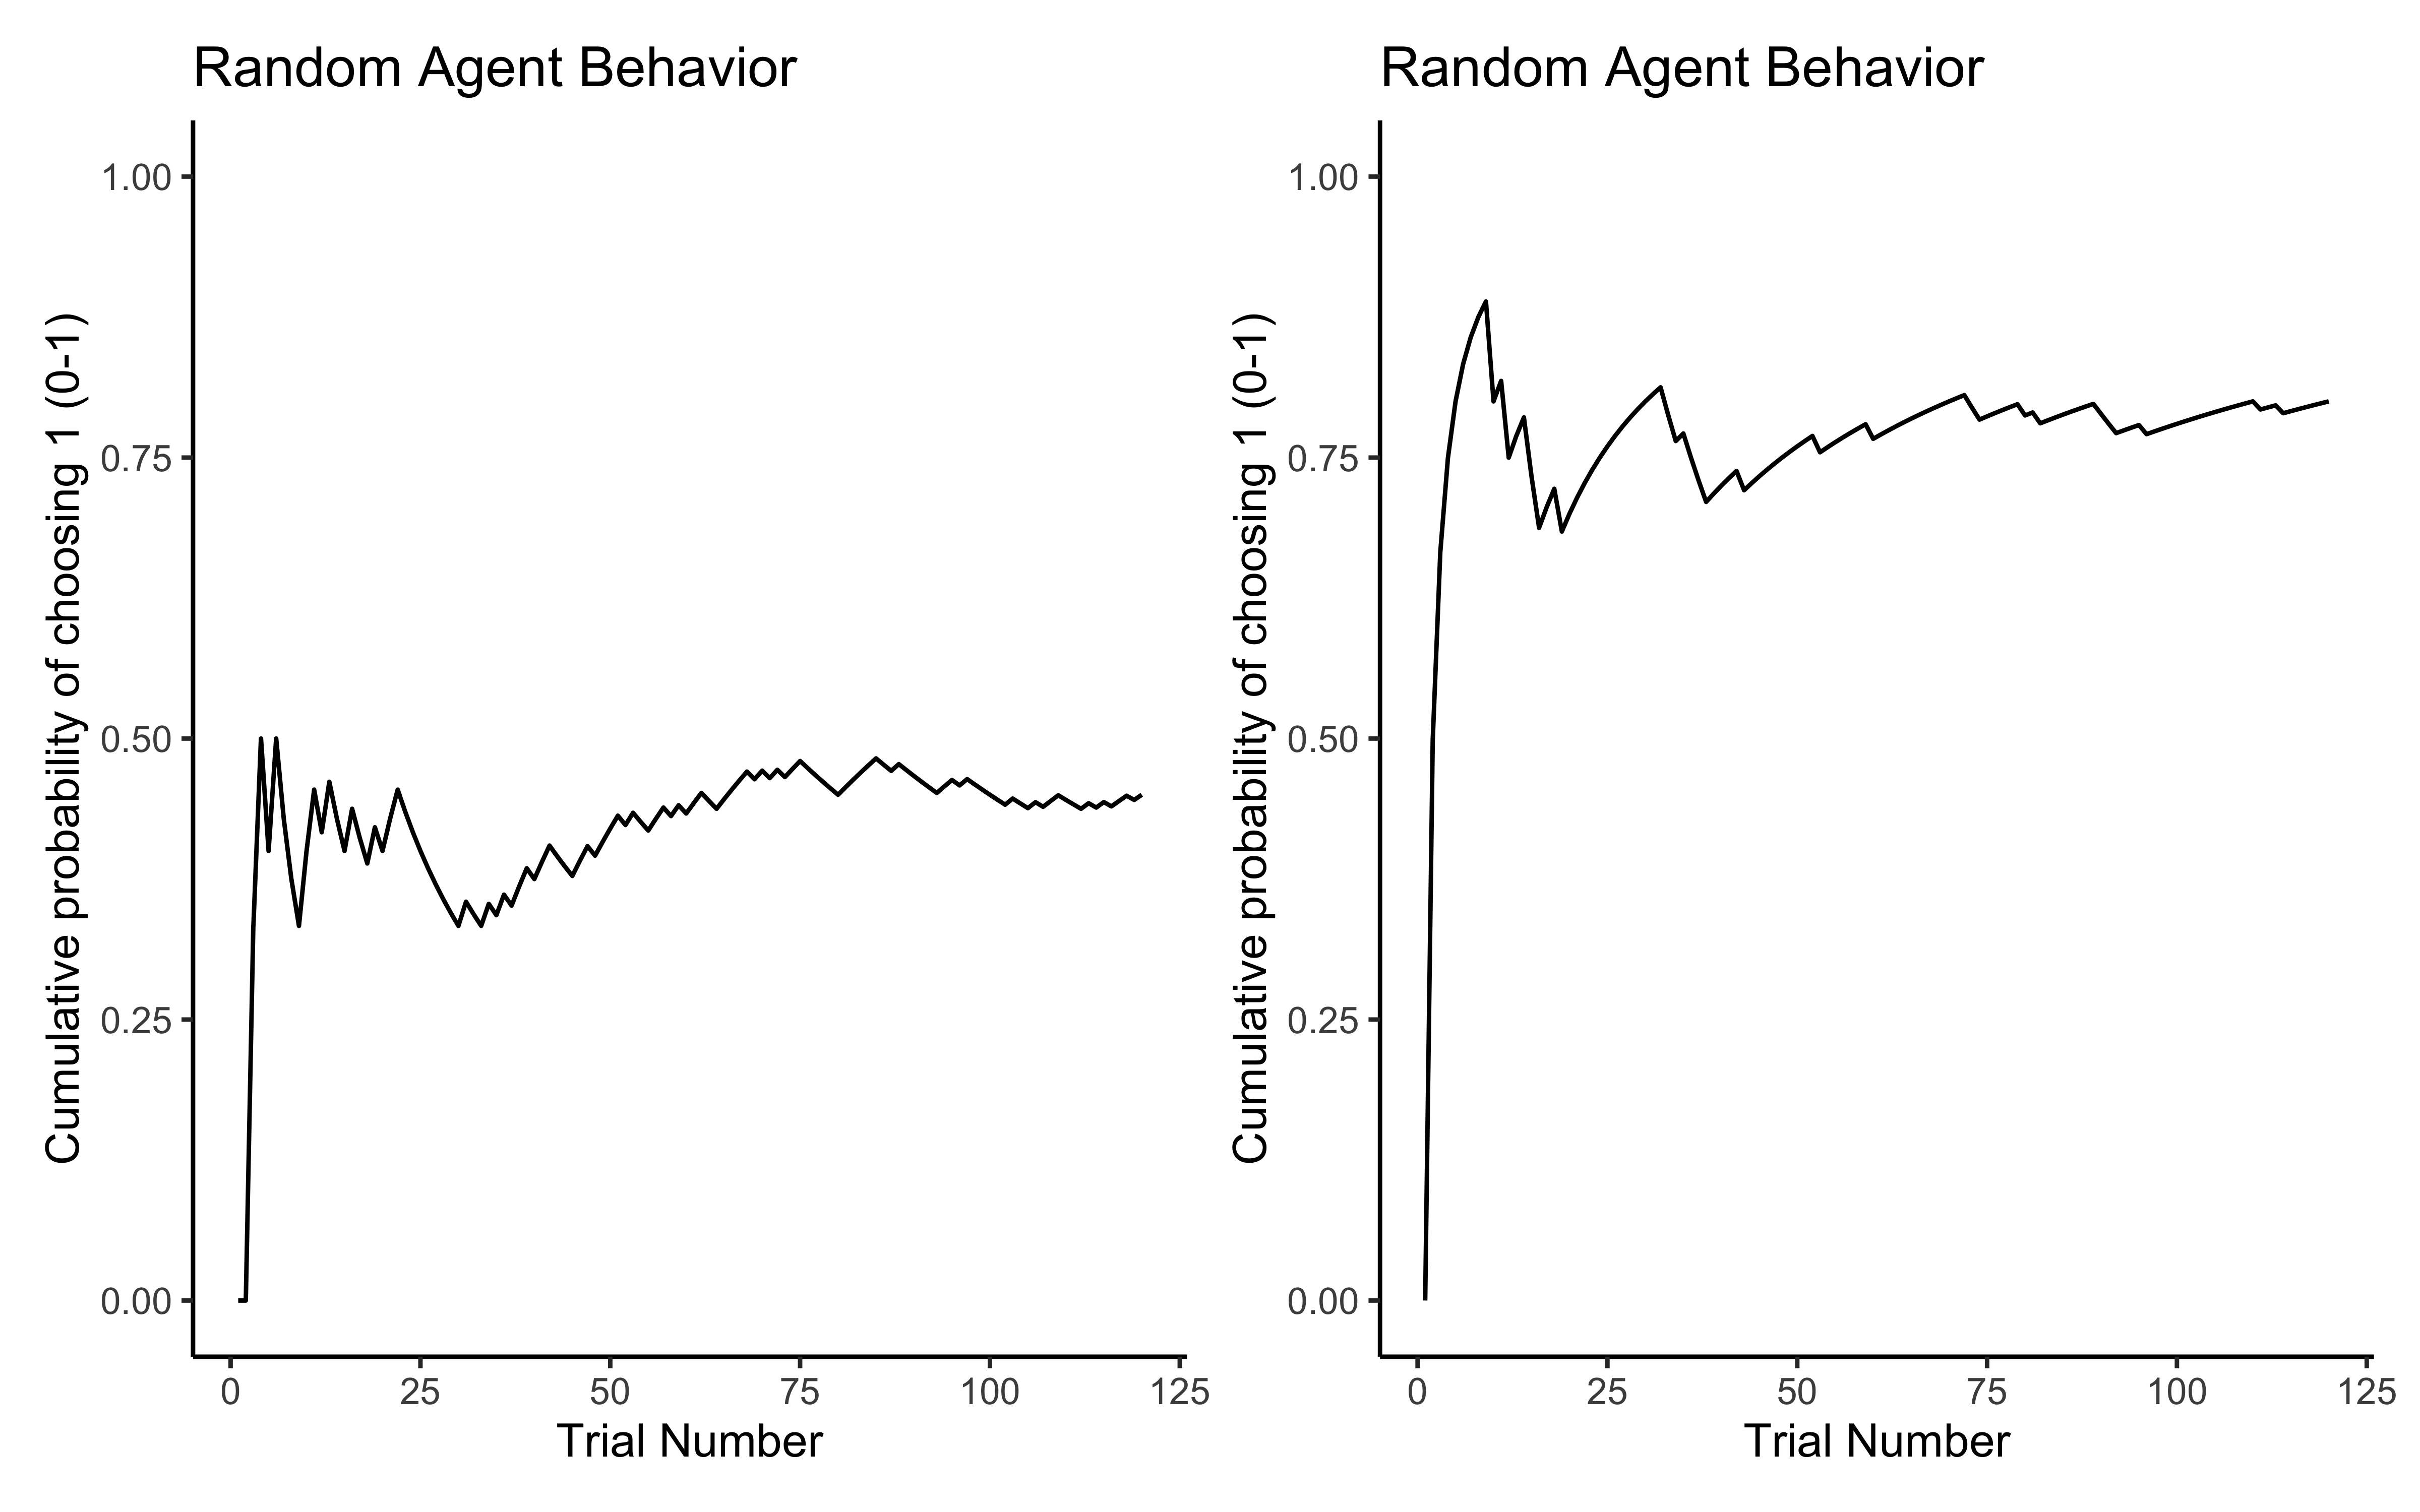 Random Agent Behavior
Cumulative probability of choosing 1 (0-1)
1.00
0.75
0.50
0.25
0.00
0 25 50 75 100 125
Trial Number
Random Agent Behavior
Cumulative probability of choosing 1 (0-1)
1.00
0.75
0.50
0.25
0.00
0 25 50 75 100 125
Trial Number